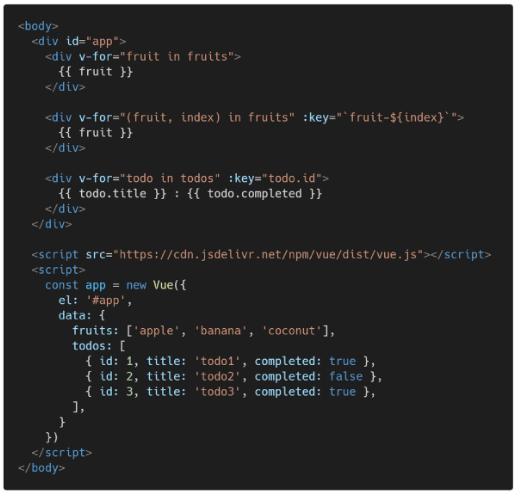 <body>
  <div id="app">
    <div v-for="fruit in fruits">
      {{ fruit }}
    </div>

    <div v-for="(fruit, index) in fruits" :key="`fruit-${index}`">
      {{ fruit }}
    </div>

    <div v-for="todo in todos" :key="todo.id">
      {{ todo.title }} : {{ todo.completed }}
    </div>
  </div>

  <script src="https://cdn.jsdelivr.net/npm/vue/dist/vue.js"></script>
  <script>
    const app = new Vue({
      el: '#app',
      data: {
        fruits: ['apple', 'banana', 'coconut'],
        todos: [
          { id: 1, title: 'todo1', completed: true },
          { id: 2, title: 'todo2', completed: false },
          { id: 3, title: 'todo3', completed: true },
        ],
      }
    })
  </script>
</body>